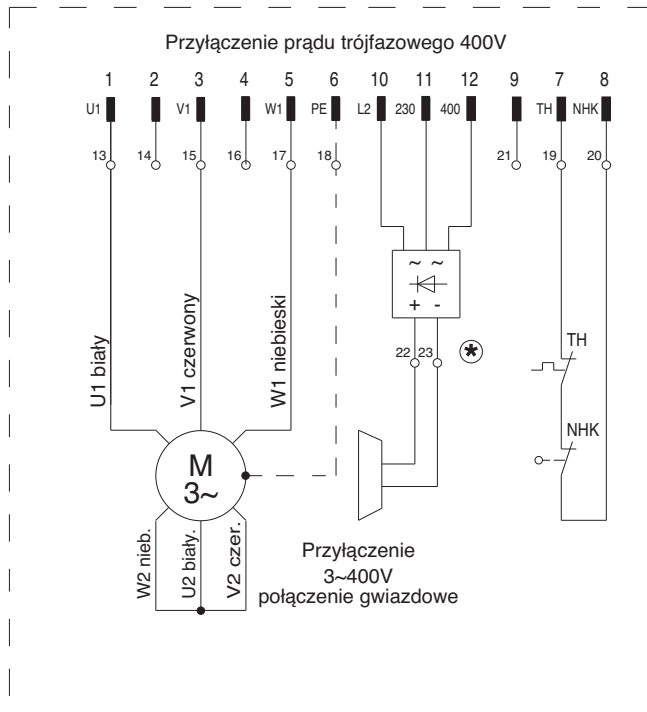 Przyłączenie prądu trójfazowego 400V
1 2 3 4 5 6 10 11 12 9 7 8
U1 V1 W1 PE L2 230 400 TH NHK
13 14 15 16 17 18 21 19 20
~ ~
+ -
22 23 *
U1 biały
V1 czerwony
W1 niebieski
TH
NHK
M
3~
W2 nieb.
U2 biały.
V2 czer.
Przyłączenie
3~400V
połączenie gwiazdowe